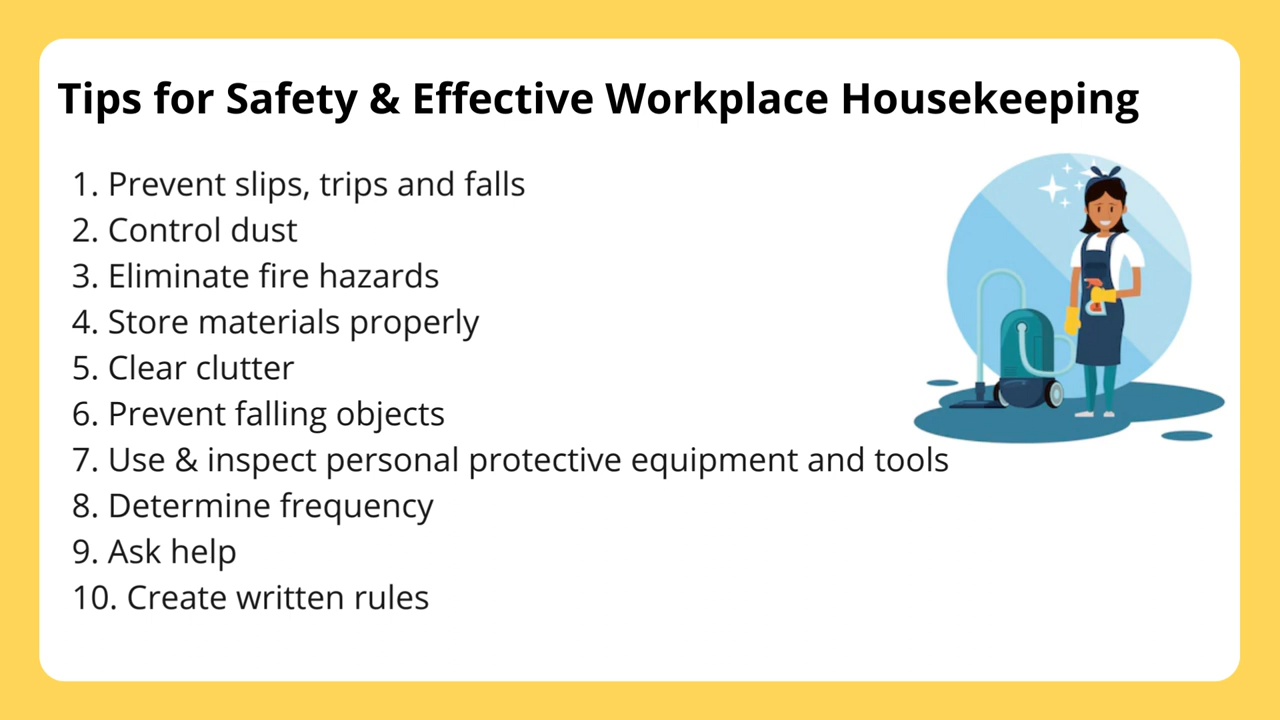 Tips for Safety & Effective Workplace Housekeeping
1. Prevent slips, trips and falls
2. Control dust
3. Eliminate fire hazards
4. Store materials properly
5. Clear clutter
6. Prevent falling objects
7. Use & inspect personal protective equipment and tools
8. Determine frequency
9. Ask help
10. Create written rules